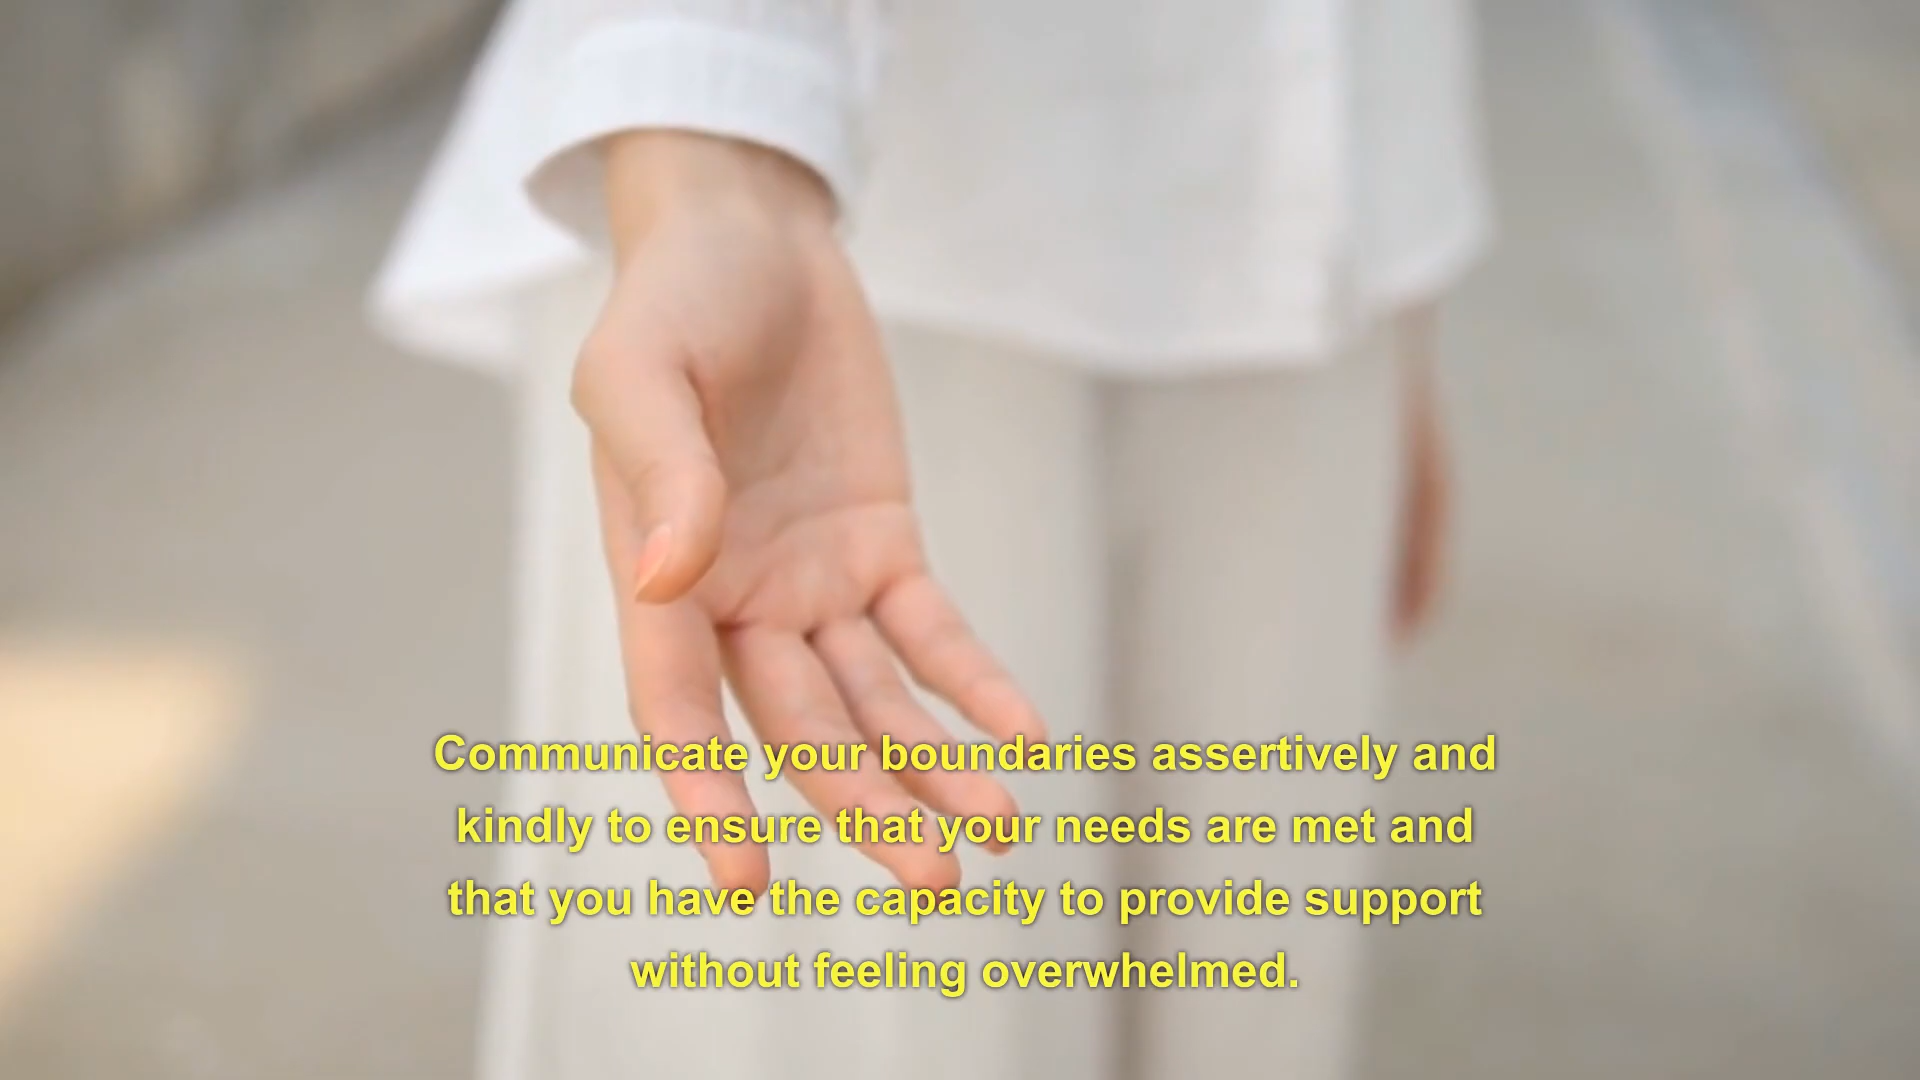 Communicate your boundaries assertively and
kindly to ensure that your needs are met and
that you have the capacity to provide support
without feeling overwhelmed.